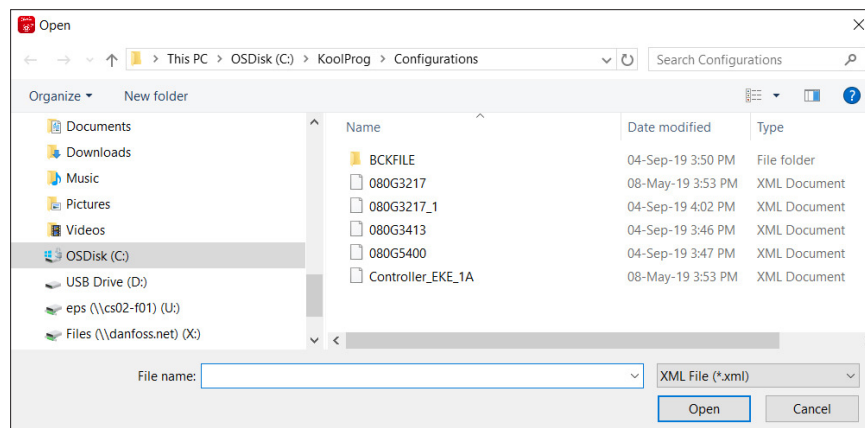 Open
This PC > OSDisk (C:) > KoolProg > Configurations
Search Configurations
Organize
New folder
Documents
Downloads
Music
Pictures
Videos
OSDisk (C:)
USB Drive (D:)
eps (\\cs02-f01) (U:)
Files (\\danfoss.net) (X:)
Name Date modified Type
BCKFILE 04-Sep-19 3:50 PM File folder
080G3217 08-May-19 3:53 PM XML Document
080G3217_1 04-Sep-19 4:02 PM XML Document
080G3413 04-Sep-19 3:46 PM XML Document
080G5400 04-Sep-19 3:47 PM XML Document
Controller_EKE_1A 08-May-19 3:53 PM XML Document
File name:
XML File (*.xml)
Open Cancel